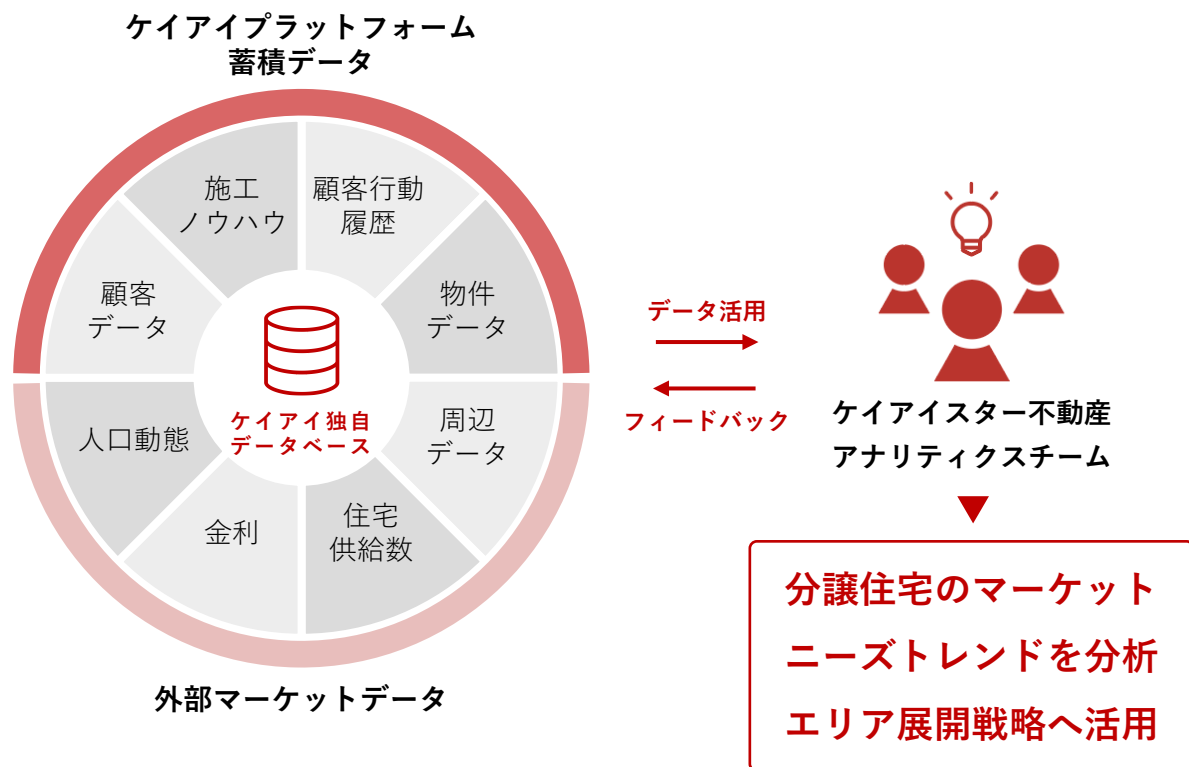 ケイアイプラットフォーム
蓄積データ
施工
ノウハウ
顧客行動
履歴
顧客
データ
物件
データ
ケイアイ独自
データベース
人口動態
周辺
データ
金利
住宅
供給数
外部マーケットデータ
データ活用
フィードバック
ケイアイスター不動産
アナリティクスチーム
分譲住宅のマーケット
ニーズトレンドを分析
エリア展開戦略へ活用